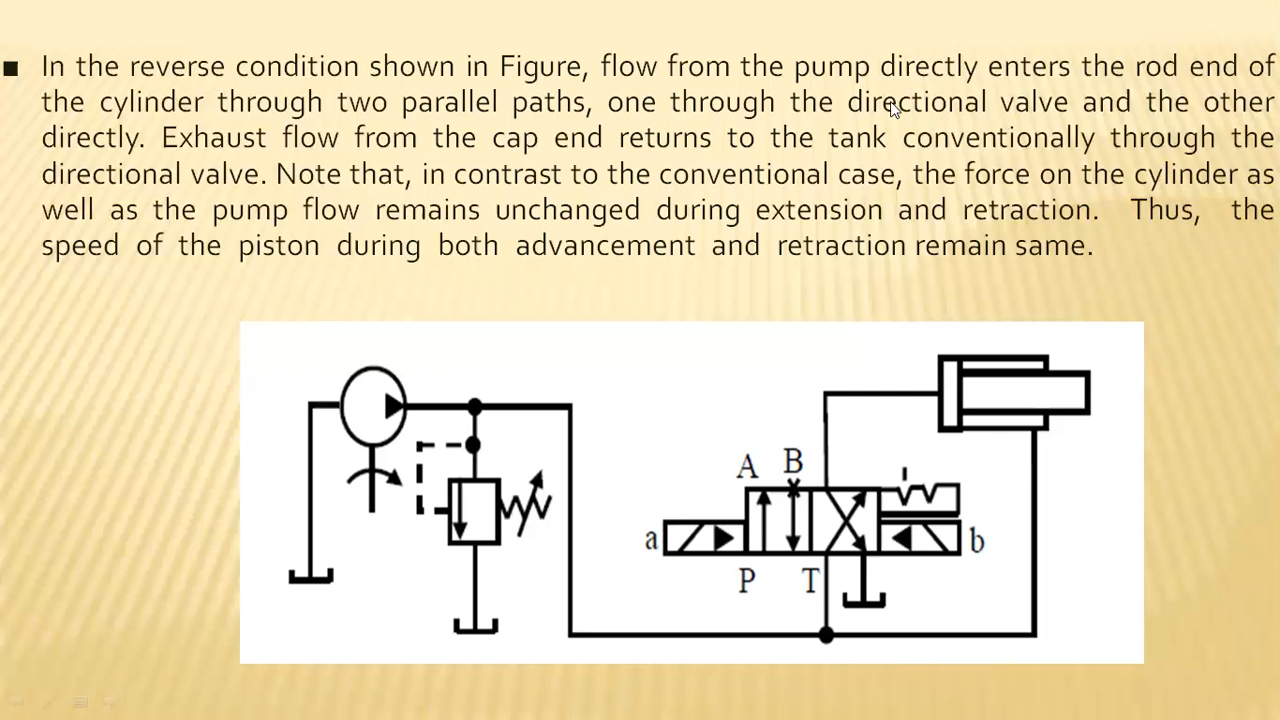 In the reverse condition shown in Figure, flow from the pump directly enters the rod end of
the cylinder through two parallel paths, one through the directional valve and the other
directly. Exhaust flow from the cap end returns to the tank conventionally through the
directional valve. Note that, in contrast to the conventional case, the force on the cylinder as
well as the pump flow remains unchanged during extension and retraction. Thus, the
speed of the piston during both advancement and retraction remain same.
A B
a b
P T